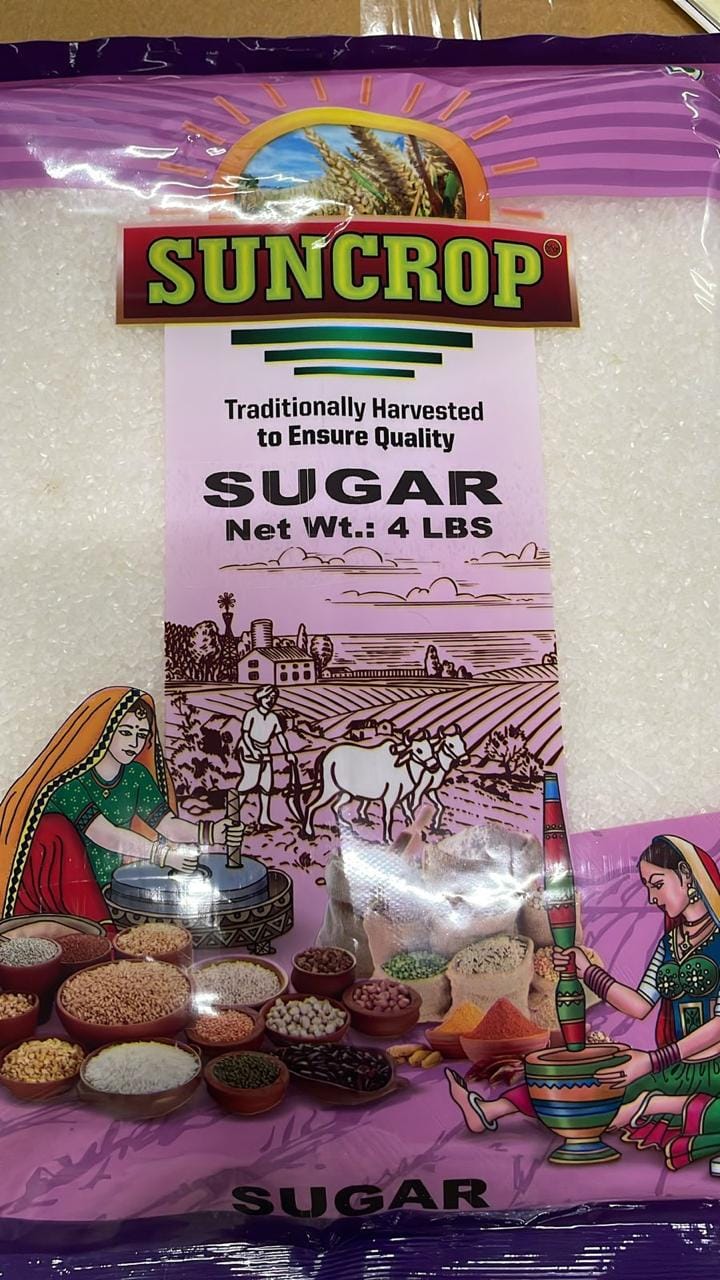 SUNCROP
Traditionally Harvested
to Ensure Quality
SUGAR
Net Wt.: 4 LBS
SUGAR